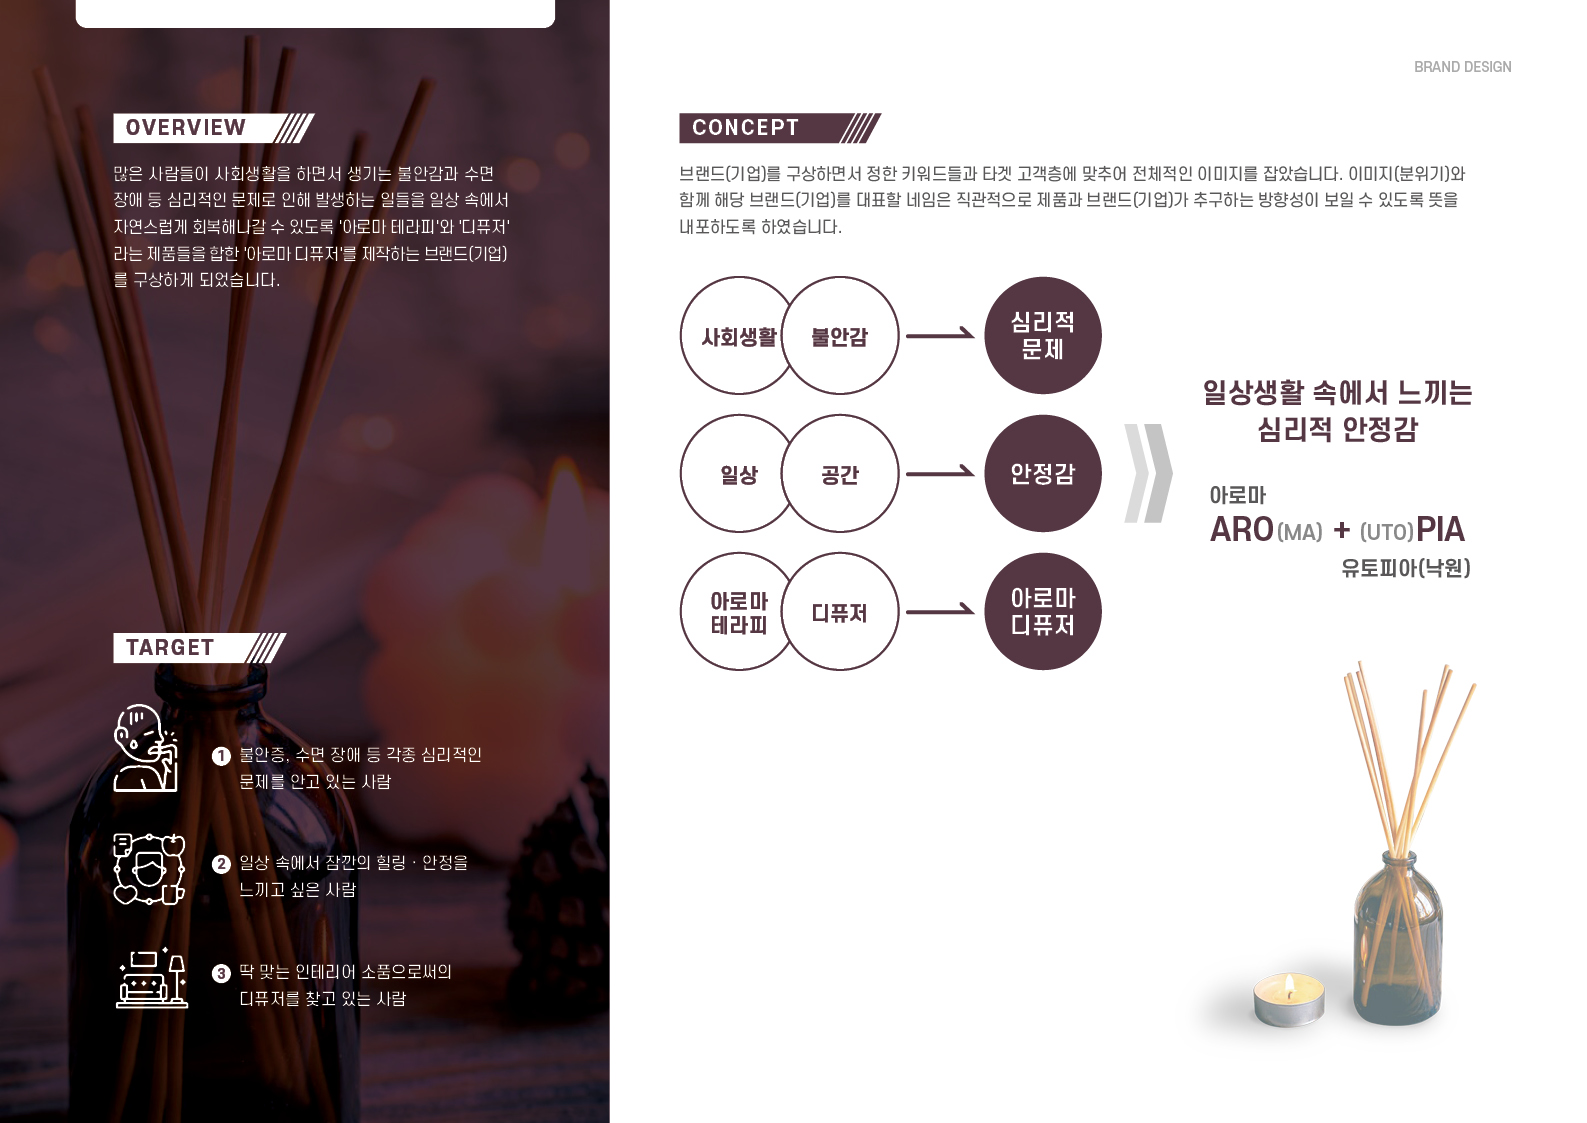 BRAND DESIGN
OVERVIEW
많은 사람들이 사회생활을 하면서 생기는 불안감과 수면
장애 등 심리적인 문제로 인해 발생하는 일들을 일상 속에서
자연스럽게 회복해나갈 수 있도록 '아로마 테라피'와 '디퓨저'
라는 제품들을 합한 '아로마 디퓨저'를 제작하는 브랜드(기업)
를 구상하게 되었습니다.
TARGET
1 불안증, 수면 장애 등 각종 심리적인
문제를 안고 있는 사람
2 일상 속에서 잠깐의 힐링 · 안정을
느끼고 싶은 사람
3 딱 맞는 인테리어 소품으로써의
디퓨저를 찾고 있는 사람
CONCEPT
브랜드(기업)를 구상하면서 정한 키워드들과 타겟 고객층에 맞추어 전체적인 이미지를 잡았습니다. 이미지(분위기)와
함께 해당 브랜드(기업)를 대표할 네임은 직관적으로 제품과 브랜드(기업)가 추구하는 방향성이 보일 수 있도록 뜻을
내포하도록 하였습니다.
사회생활 불안감 심리적
문제
일상 공간 안정감
아로마
테라피 디퓨저 아로마
디퓨저
일상생활 속에서 느끼는
심리적 안정감
아로마
ARO(MA) + (UTO)PIA
유토피아(낙원)